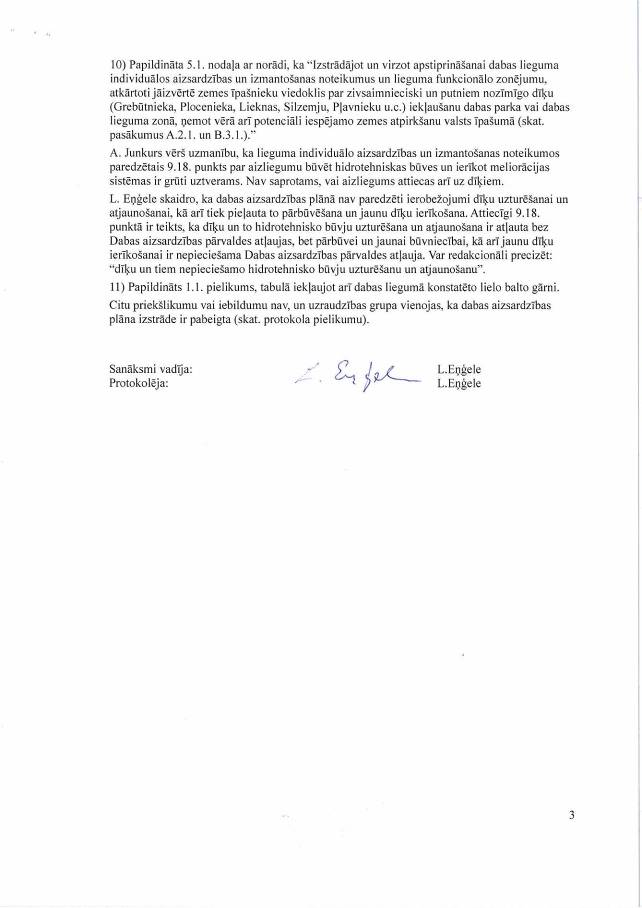 10) Papildināta 5.1. nodaļa ar norādi, ka “Izstrādājot un virzot apstiprināšanai dabas lieguma
individuālos aizsardzības un izmantošanas noteikumus un lieguma funkcionālo zonējumu,
atkārtoti jāizvērtē zemes īpašnieku viedoklis par zivsaimnieciski un putniem nozīmīgo dīķu
(Grebūtnieka, Plocenieka, Lieknas, Silzemju, Pļavnieku u.c.) iekļaušanu dabas parka vai dabas
lieguma zonā, ņemot vērā arī potenciāli iespējamo zemes atpirkšanu valsts īpašumā (skat.
pasākumus A.2.1. un B.3.1.).”
A. Junkurs vērš uzmanību, ka lieguma individuālo aizsardzības un izmantošanas noteikumos
paredzētais 9.18. punkts par aizliegumu būvēt hidrotehniskas būves un ierīkot meliorācijas
sistēmas ir grūti uztverams. Nav saprotams, vai aizliegums attiecas arī uz dīķiem.
L. Eņģele skaidro, ka dabas aizsardzības plānā nav paredzēti ierobežojumi dīķu uzturēšanai un
atjaunošanai, kā arī tiek pieļauta to pārbūvēšana un jaunu dīķu ierīkošana. Attiecīgi 9.18.
punktā ir teikts, ka dīķu un to hidrotehnisko būvju uzturēšana un atjaunošana ir atļauta bez
Dabas aizsardzības pārvaldes atļaujas, bet pārbūvei un jaunai būvniecībai, kā arī jaunu dīķu
ierīkošanai ir nepieciešama Dabas aizsardzības pārvaldes atļauja. Var redakcionāli precizēt:
“dīķu un tiem nepieciešamo hidrotehnisko būvju uzturēšanu un atjaunošanu”.
11) Papildināts 1.1. pielikums, tabulā iekļaujot arī dabas liegumā konstatēto lielo balto gārni.
Citu priekšlikumu vai iebildumu nav, un uzraudzības grupa vienojas, ka dabas aizsardzības
plāna izstrāde ir pabeigta (skat. protokola pielikumu).
Sanāksmi vadīja: L.Eņģele
Protokolēja: L.Eņģele
3